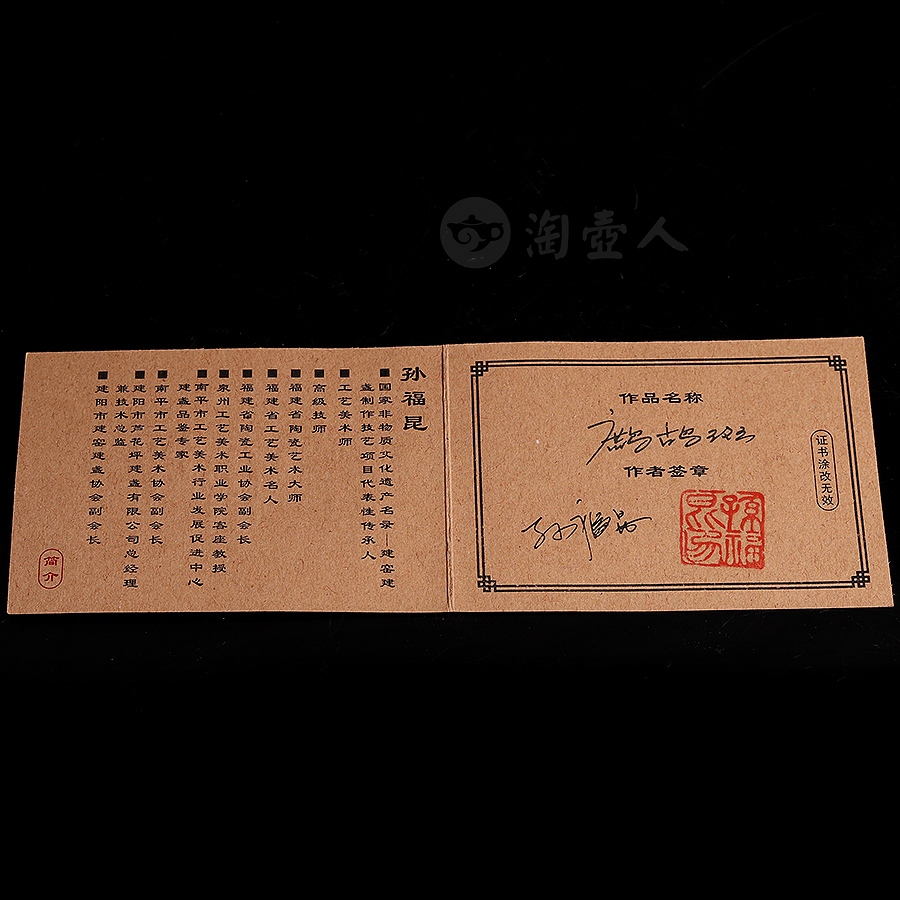 淘壶人
孙福昆
■国家非物质文化遗产名录—建窑建
盏制作技艺项目代表性传承人
■工艺美术师
■高级技师
■福建省陶瓷艺术大师
■福建省工艺美术名人
■福建省陶瓷工业协会副会长
■泉州工艺美术职业学院客座教授
■南平市工艺美术行业发展促进中心
建盏品鉴专家
■南平市工艺美术协会副会长
■建阳市芦花坪建盏有限公司总经理
兼技术总监
■建阳市建窑建盏协会副会长
简介
作品名称
鹧鸪斑
作者签章
孙福昆
证书涂改无效